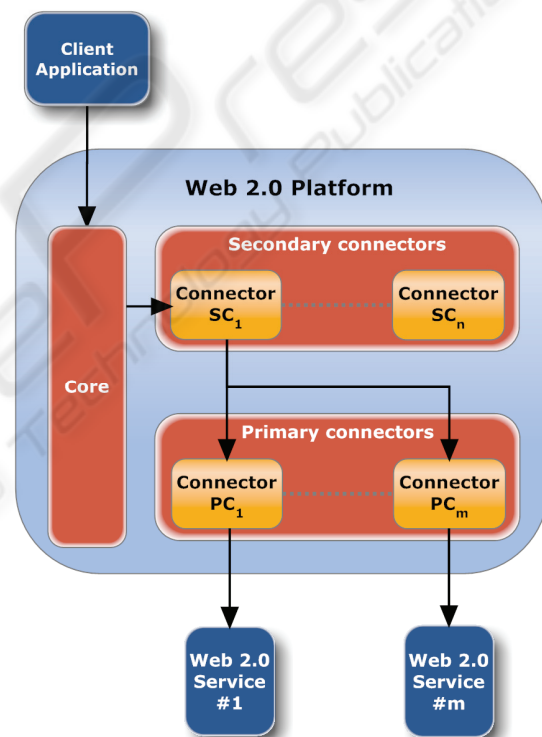 Client
Application
Web 2.0 Platform
Secondary connectors
Connector
SC1
Connector
SCn
Core
Primary connectors
Connector
PC1
Connector
PCm
Web 2.0
Service
#1
Web 2.0
Service
#m